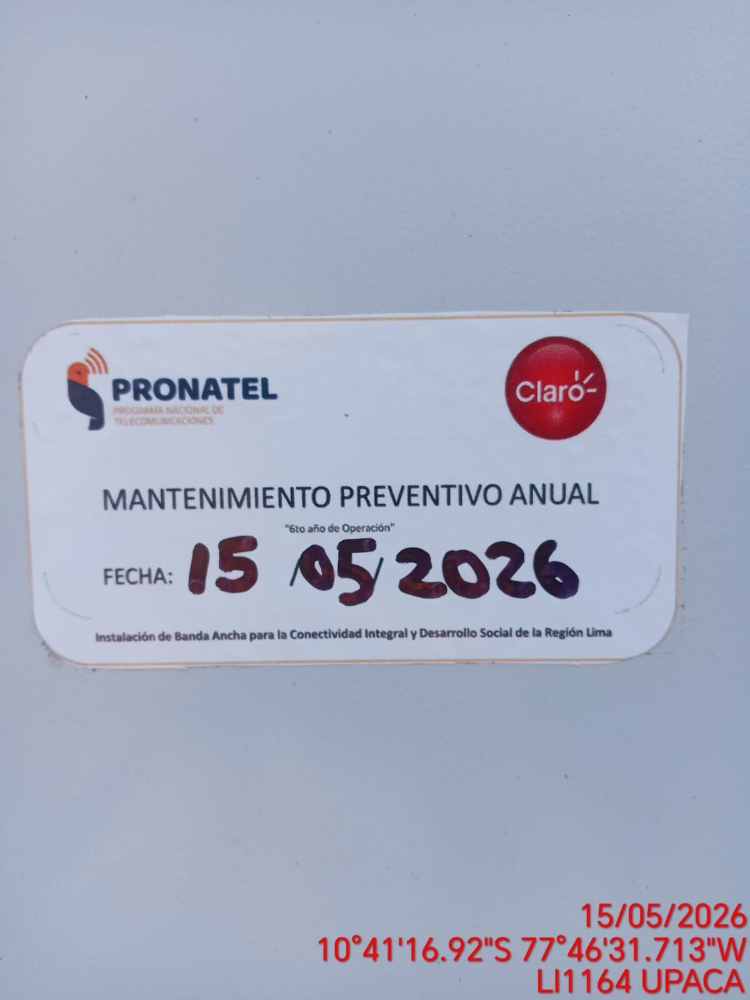 PRONATEL
PROGRAMA NACIONAL DE
TELECOMUNICACIONES
Claro
MANTENIMIENTO PREVENTIVO ANUAL
"6to año de Operación"
FECHA: 15/05/2026
Instalación de Banda Ancha para la Conectividad Integral y Desarrollo Social de la Región Lima
15/05/2026
10°41'16.92"S 77°46'31.713"W
LI1164 UPACA